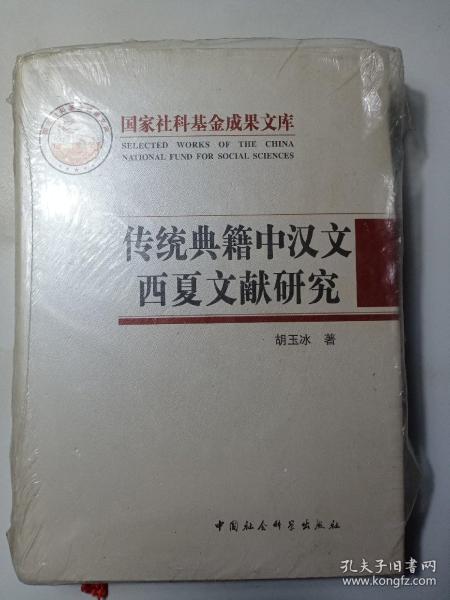 国家社科基金成果文库
SELECTED WORKS OF THE CHINA
NATIONAL FUND FOR SOCIAL SCIENCES
传统典籍中汉文
西夏文献研究
胡玉冰 著
中国社会科学出版社
孔夫子旧书网
www.kongfz.com